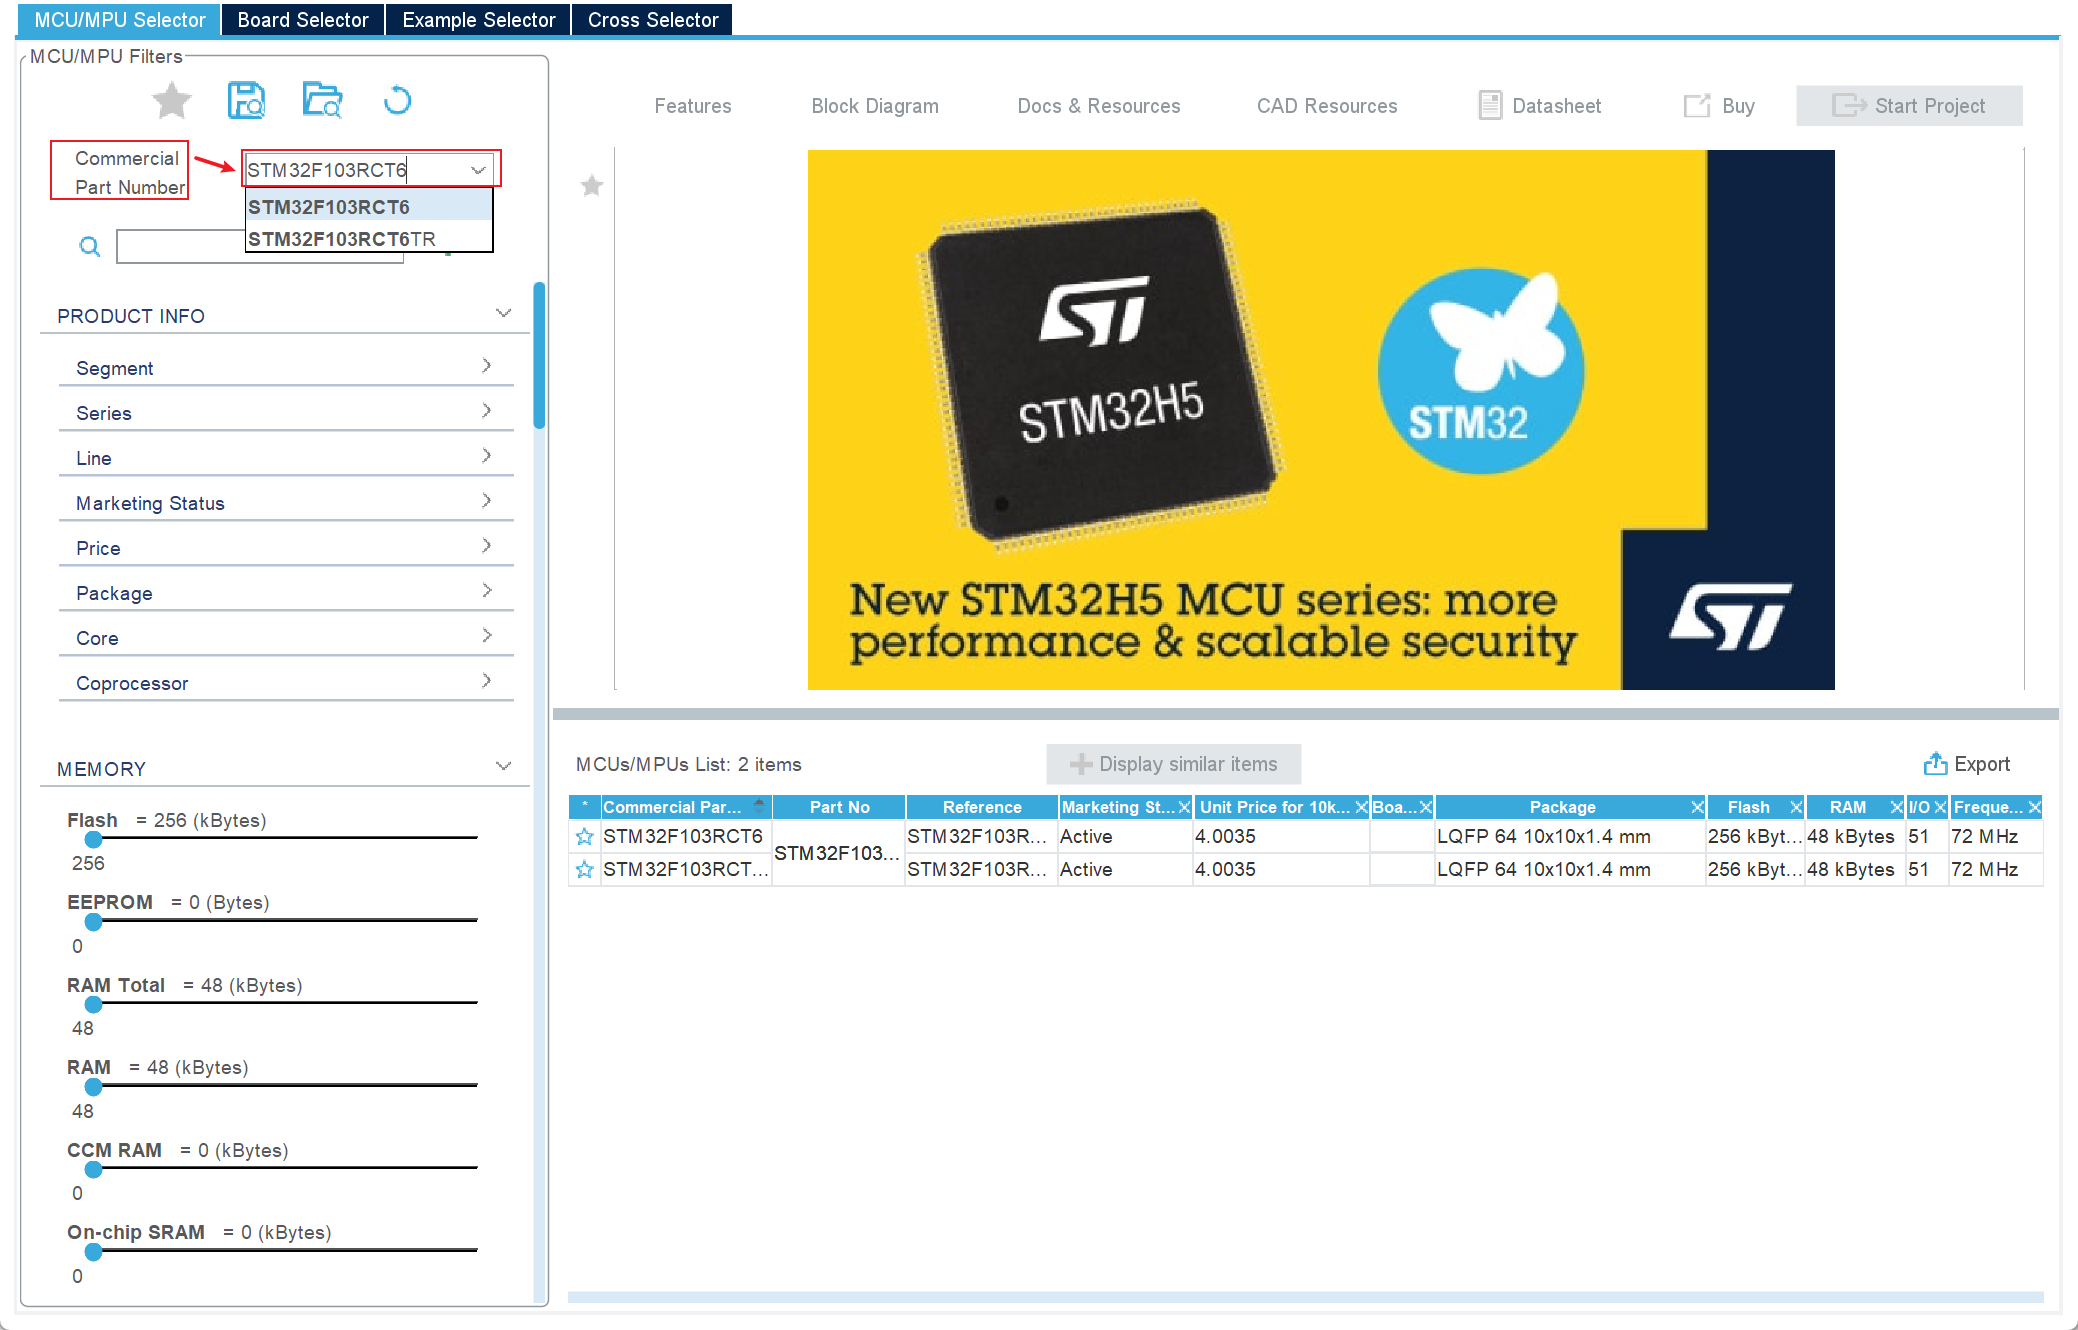 MCU/MPU Selector Board Selector Example Selector Cross Selector
MCU/MPU Filters
Features Block Diagram Docs & Resources CAD Resources Datasheet Buy Start Project
Commercial
Part Number
STM32F103RCT6
STM32F103RCT6
STM32F103RCT6TR
PRODUCT INFO
Segment
Series
Line
Marketing Status
Price
Package
Core
Coprocessor
MEMORY
Flash = 256 (kBytes)
256
EEPROM = 0 (Bytes)
0
RAM Total = 48 (kBytes)
48
RAM = 48 (kBytes)
48
CCM RAM = 0 (kBytes)
0
On-chip SRAM = 0 (kBytes)
0
ST
STM32H5
STM32
New STM32H5 MCU series: more
performance & scalable security
ST
MCUs/MPUs List: 2 items Display similar items Export
* Commercial Par... Part No Reference Marketing St... Unit Price for 10k... Boa... Package Flash RAM I/O Freque...
STM32F103RCT6 STM32F103... STM32F103R... Active 4.0035 LQFP 64 10x10x1.4 mm 256 kByt... 48 kBytes 51 72 MHz
STM32F103RCT... STM32F103R... Active 4.0035 LQFP 64 10x10x1.4 mm 256 kByt... 48 kBytes 51 72 MHz